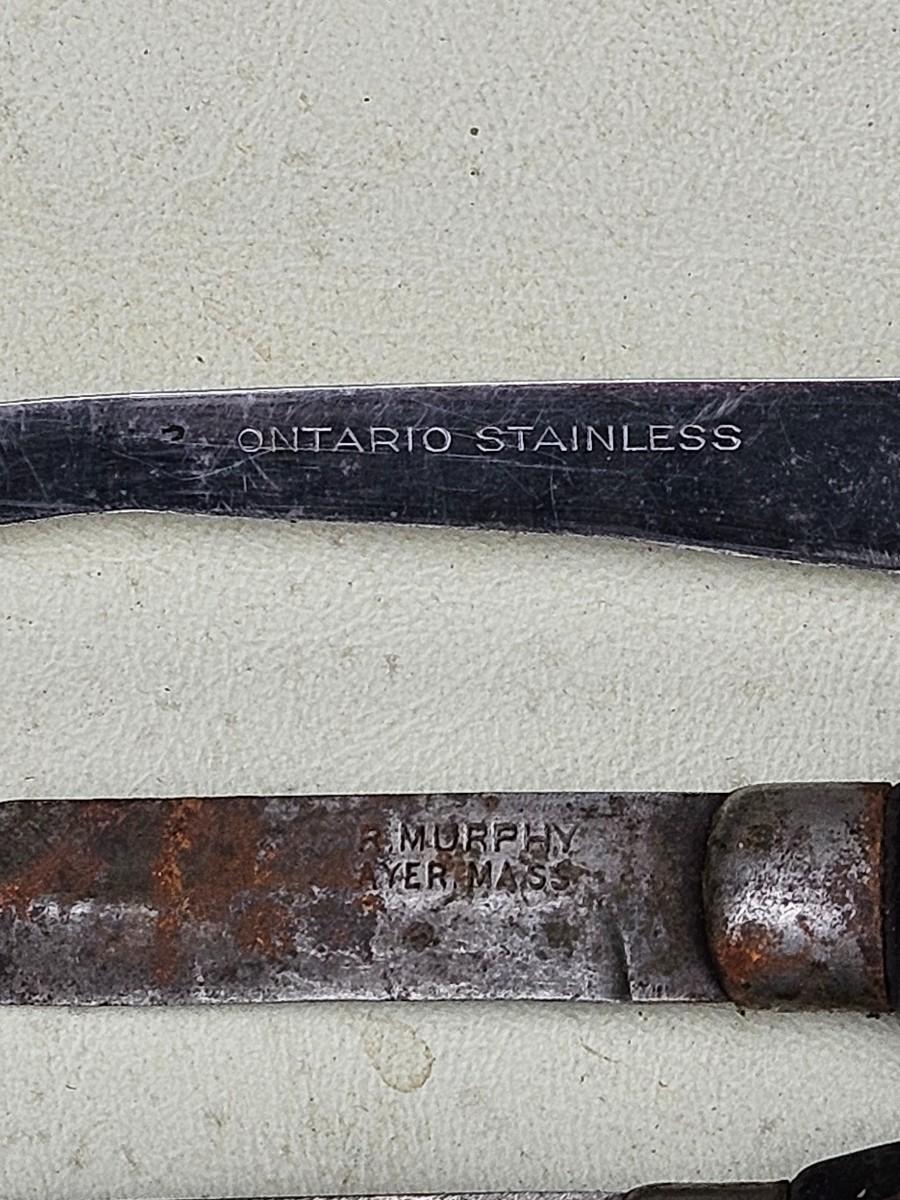 ONTARIO STAINLESS
R. MURPHY
AYER, MASS.